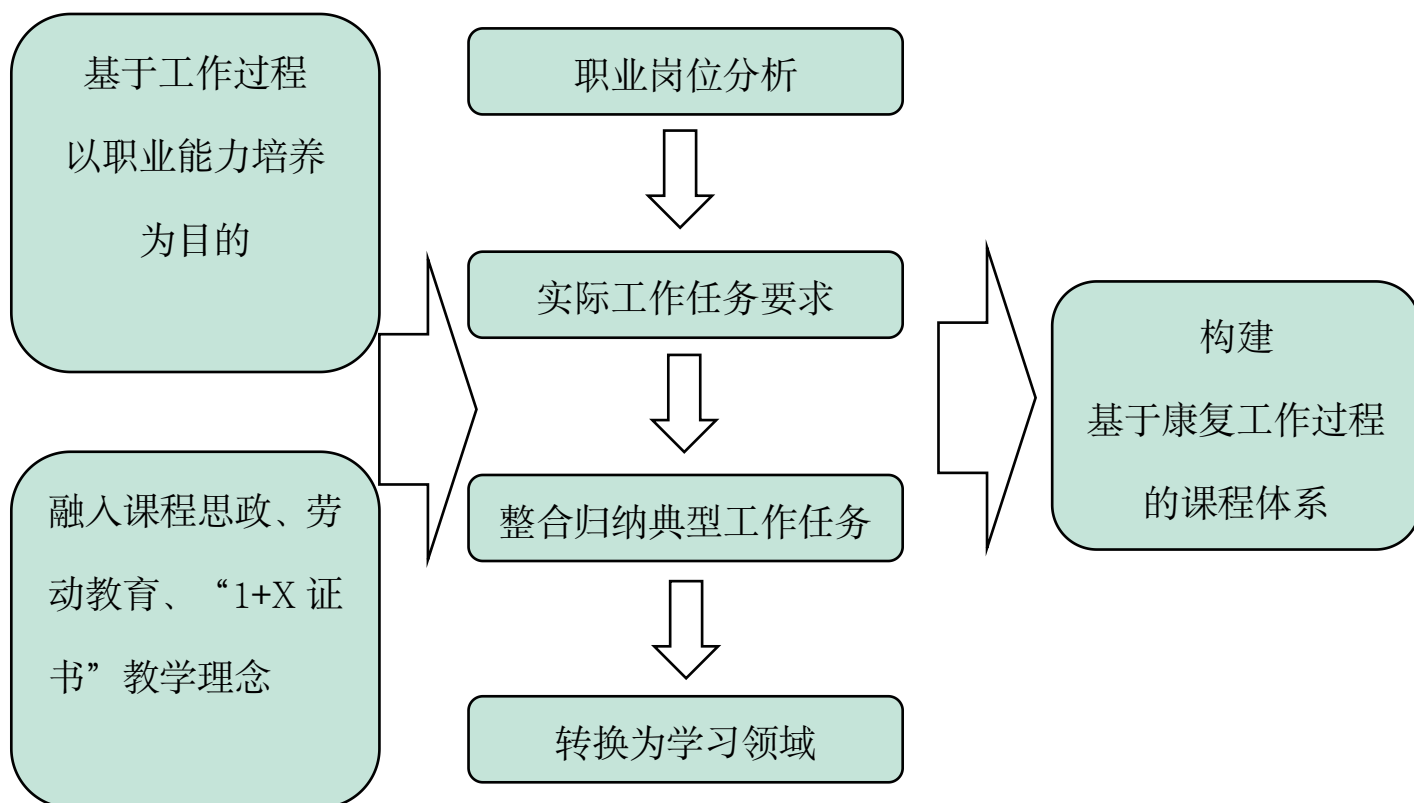 基于工作过程
以职业能力培养
为目的
融入课程思政、劳
动教育、“1+X 证
书”教学理念
职业岗位分析
实际工作任务要求
整合归纳典型工作任务
转换为学习领域
构建
基于康复工作过程
的课程体系